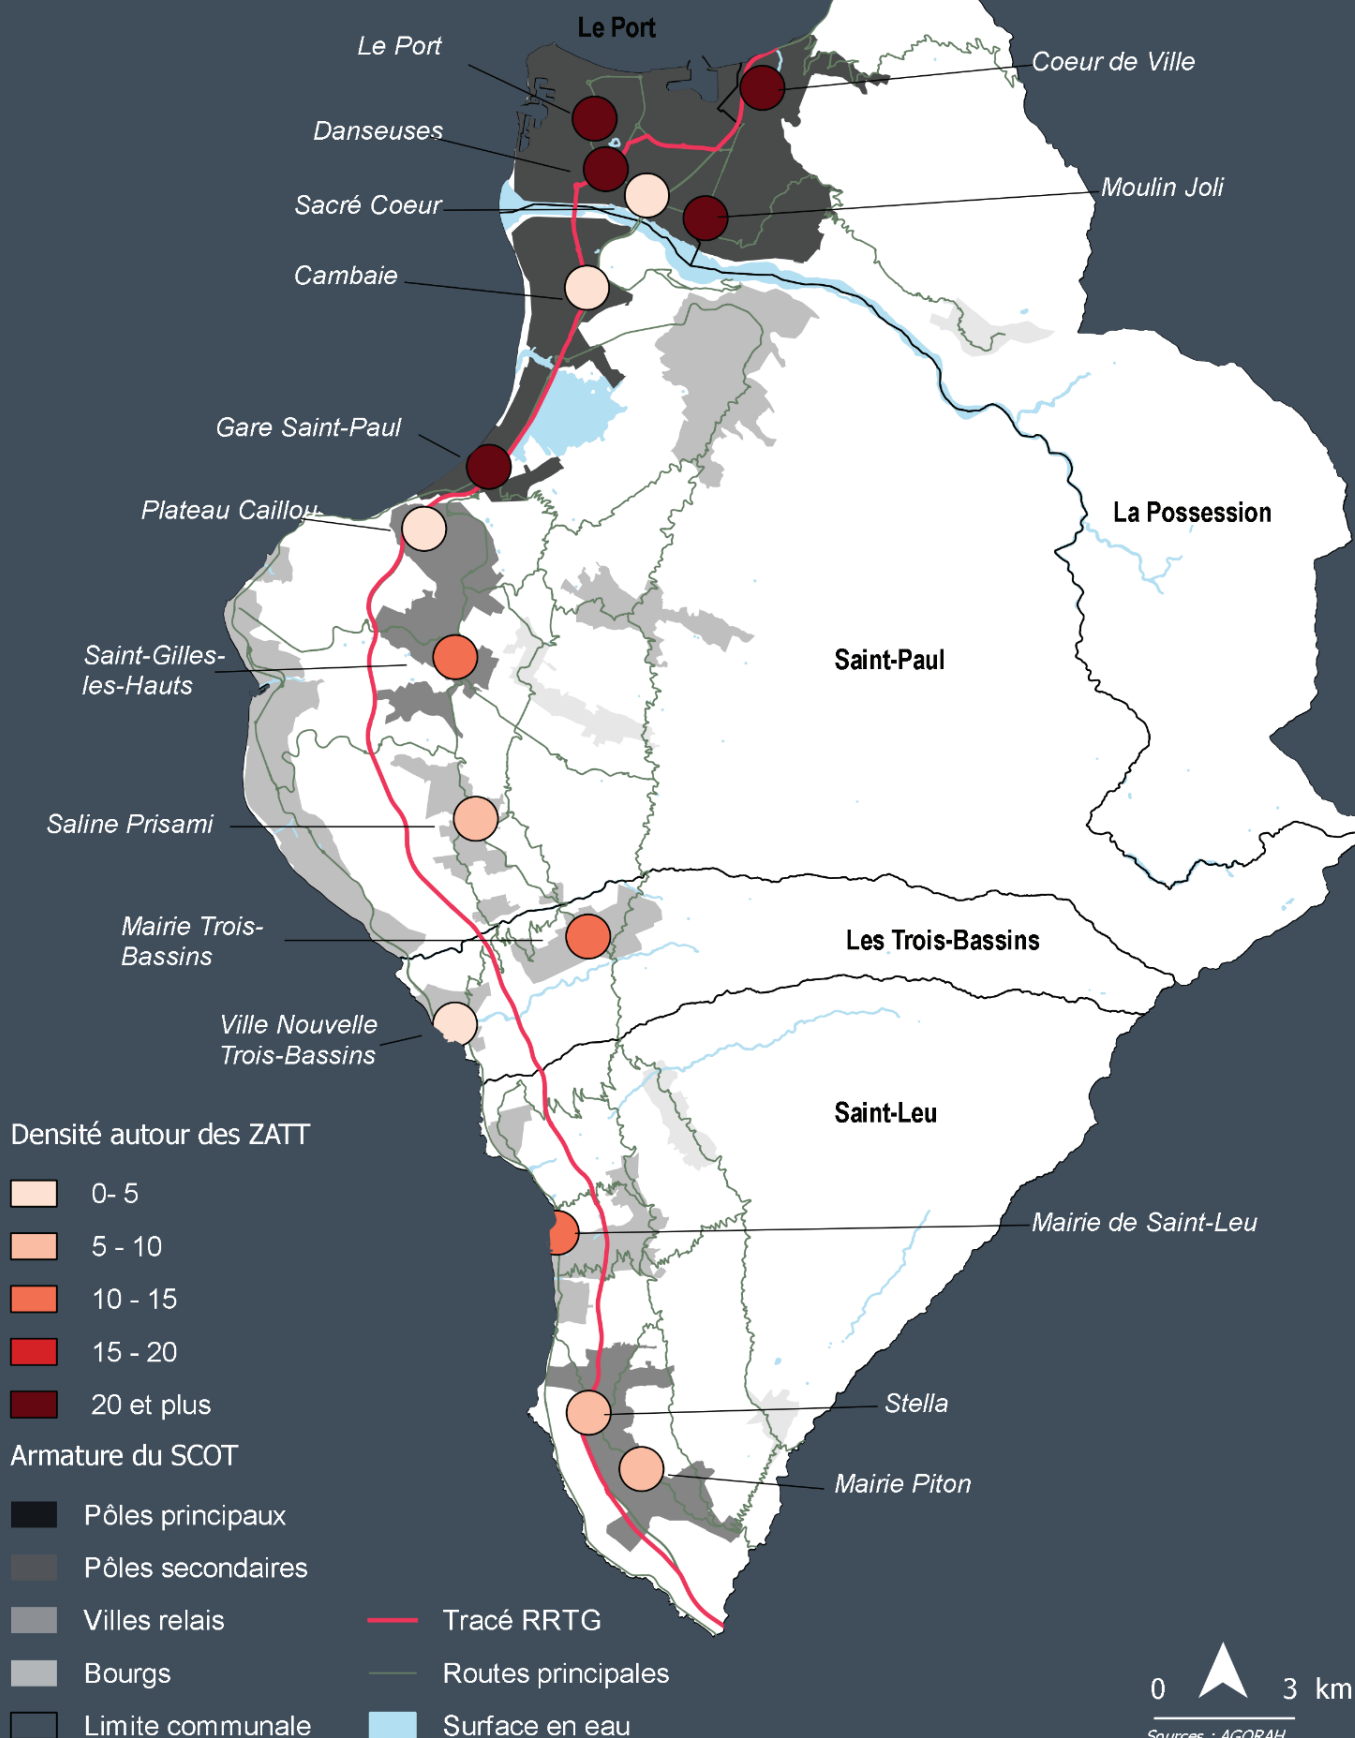 Le Port
Le Port
Coeur de Ville
Danseuses
Moulin Joli
Sacré Coeur
Cambaie
Gare Saint-Paul
Plateau Caillou
La Possession
Saint-Gilles-
les-Hauts
Saint-Paul
Saline Prisami
Mairie Trois-
Bassins
Les Trois-Bassins
Ville Nouvelle
Trois-Bassins
Saint-Leu
Densité autour des ZATT
0- 5
5 - 10
10 - 15
15 - 20
20 et plus
Mairie de Saint-Leu
Stella
Mairie Piton
Armature du SCOT
Pôles principaux
Pôles secondaires
Villes relais
Bourgs
Limite communale
Tracé RRTG
Routes principales
Surface en eau
0 3 km
Sources : AGORAH